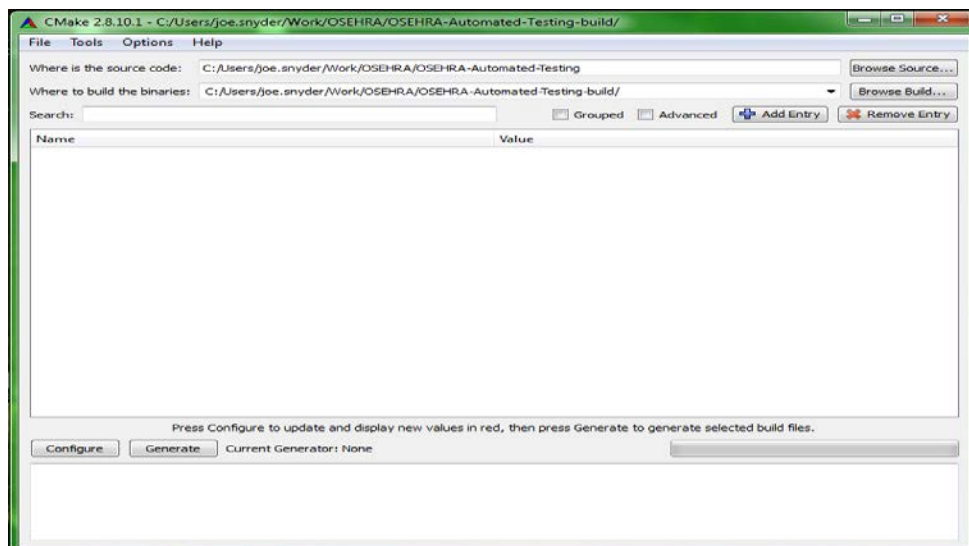 CMake 2.8.10.1 - C:/Users/joe.snyder/Work/OSEHRA/OSEHRA-Automated-Testing-build/
File Tools Options Help
Where is the source code: C:/Users/joe.snyder/Work/OSEHRA/OSEHRA-Automated-Testing Browse Source...
Where to build the binaries: C:/Users/joe.snyder/Work/OSEHRA/OSEHRA-Automated-Testing-build/ Browse Build...
Search: Grouped Advanced Add Entry Remove Entry
Name Value
Press Configure to update and display new values in red, then press Generate to generate selected build files.
Configure Generate Current Generator: None